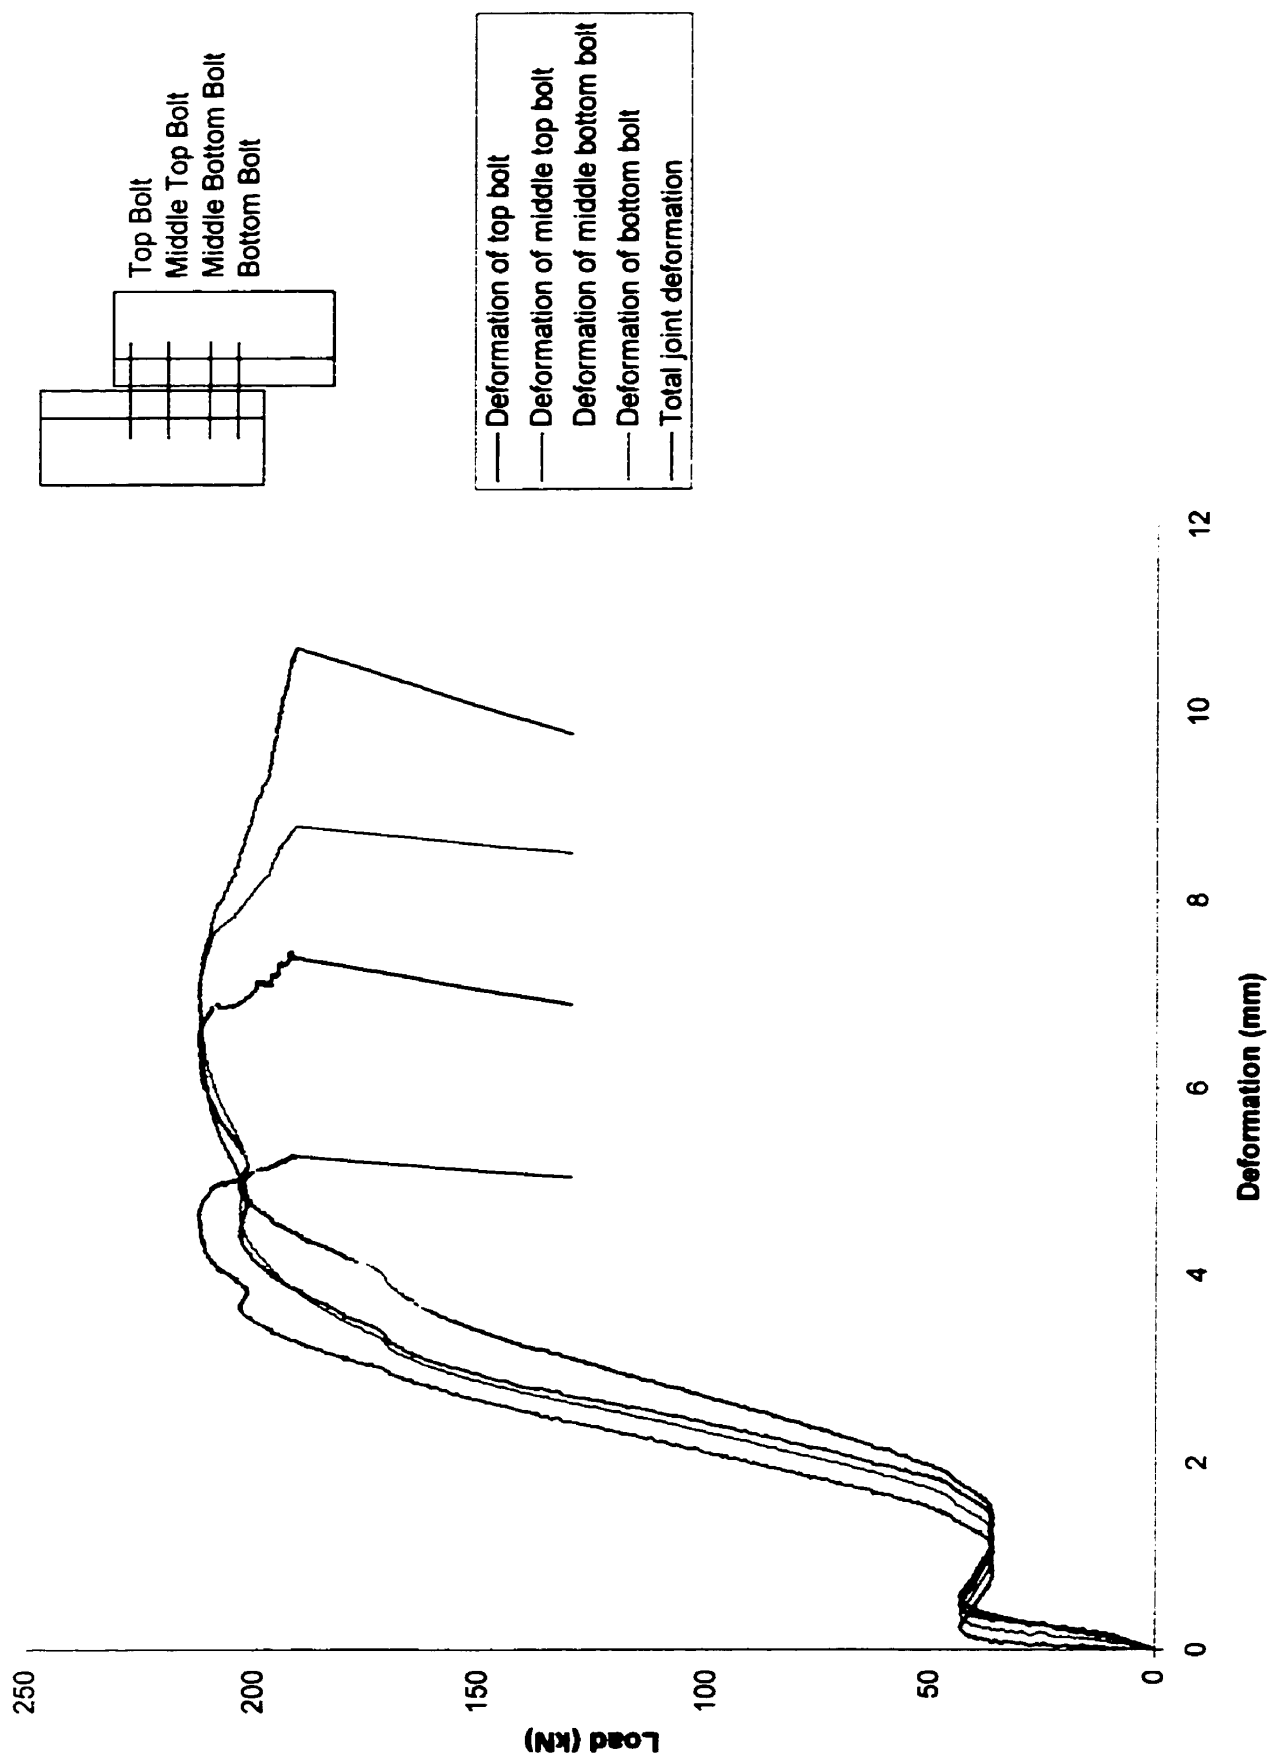 Top Bolt
Middle Top Bolt
Middle Bottom Bolt
Bottom Bolt
Deformation of top bolt
Deformation of middle top bolt
Deformation of middle bottom bolt
Deformation of bottom bolt
Total joint deformation
250
200
150
100
50
0
Load (kN)
0
2
4
6
8
10
12
Deformation (mm)